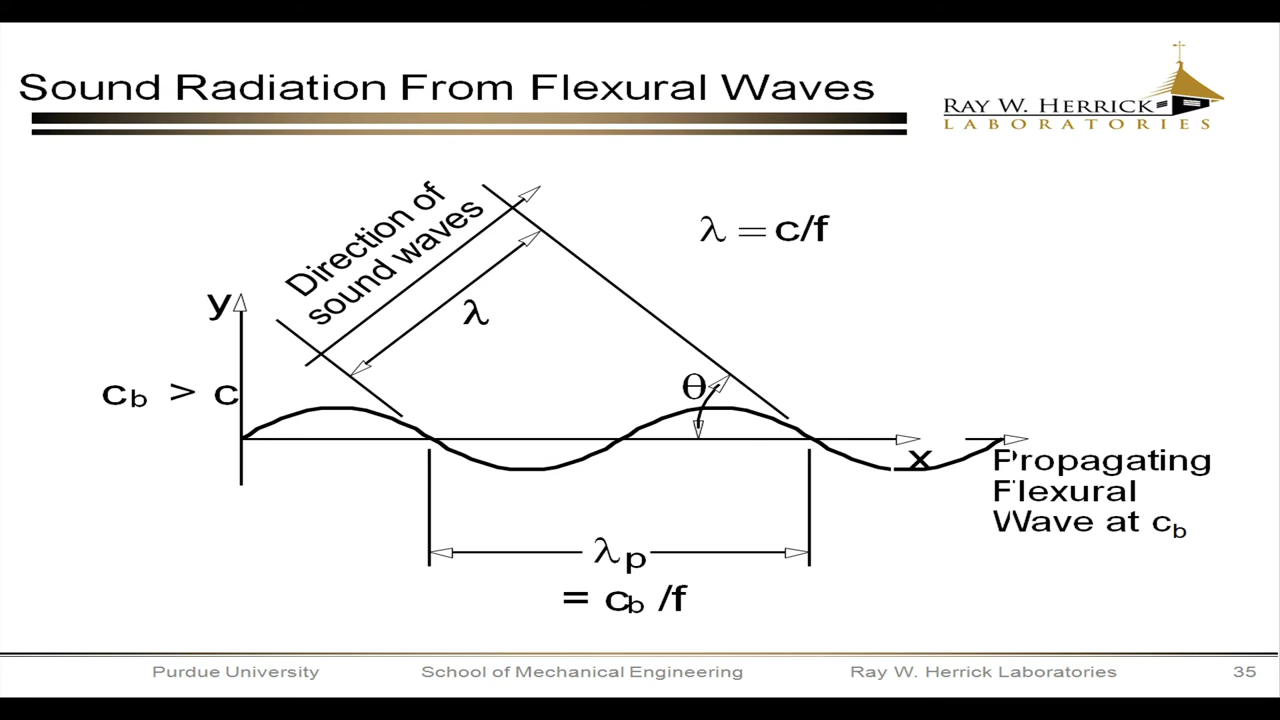 Sound Radiation From Flexural Waves
RAY W. HERRICK
LABORATORIES
Direction of
sound waves
λ = c/f
y
λ
θ
cb > c
x
Propagating
Flexural
Wave at cb
λp
= cb /f
Purdue University
School of Mechanical Engineering
Ray W. Herrick Laboratories
35